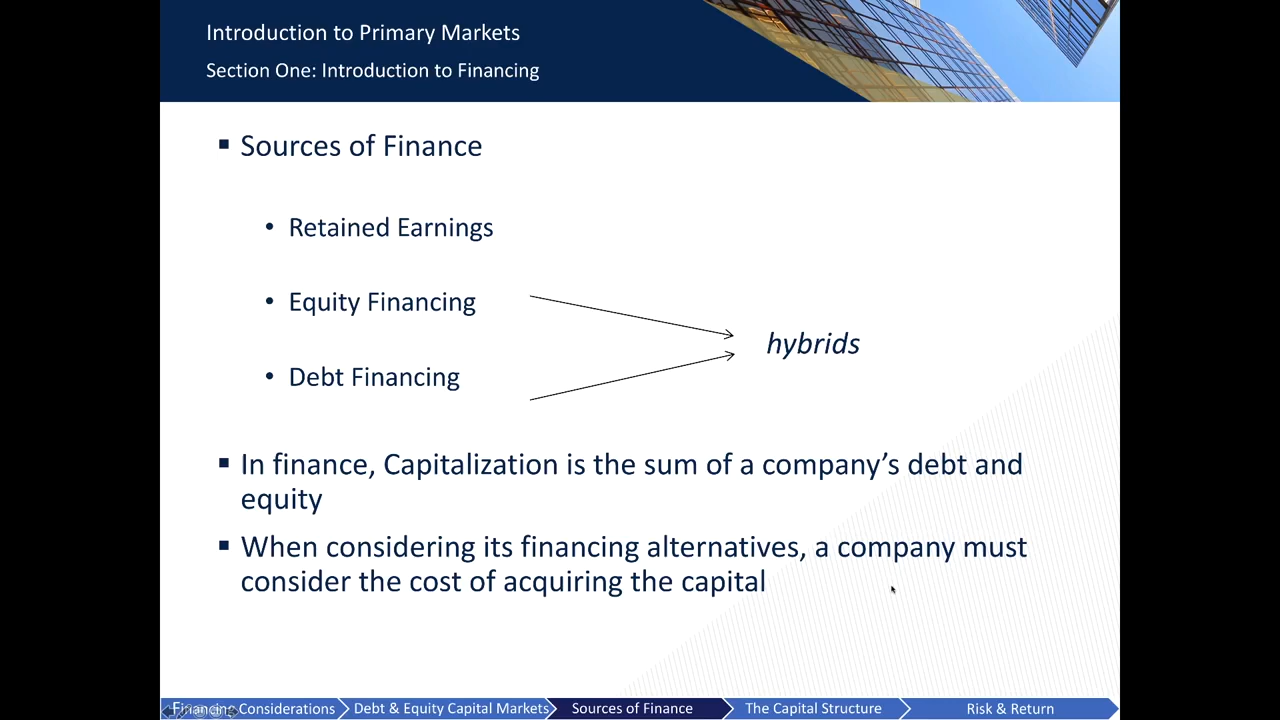 Introduction to Primary Markets
Section One: Introduction to Financing
Sources of Finance
Retained Earnings
Equity Financing
hybrids
Debt Financing
In finance, Capitalization is the sum of a company’s debt and
equity
When considering its financing alternatives, a company must
consider the cost of acquiring the capital
Financing Considerations
Debt & Equity Capital Markets
Sources of Finance
The Capital Structure
Risk & Return